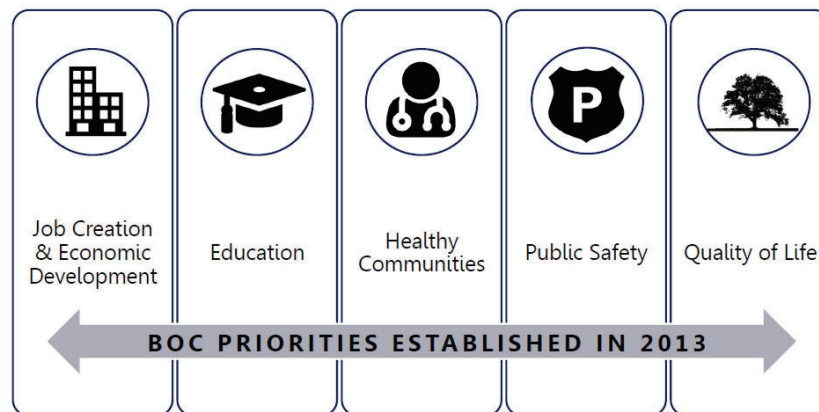 P
Job Creation
& Economic
Development
Education
Healthy
Communities
Public Safety
Quality of Life
BOC PRIORITIES ESTABLISHED IN 2013